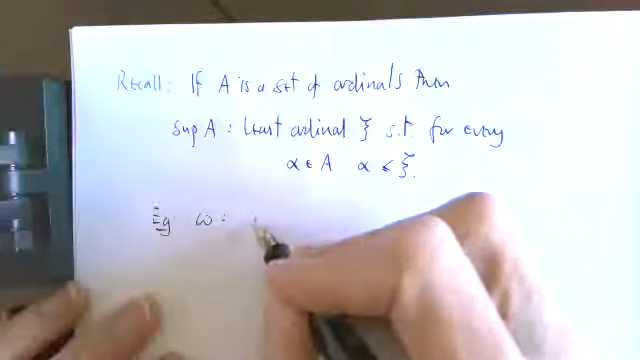 Recall: If A is a set of ordinals then
sup A : Least ordinal ξ s.t. for every
α ∈ A α ≤ ξ.
Eg ω :